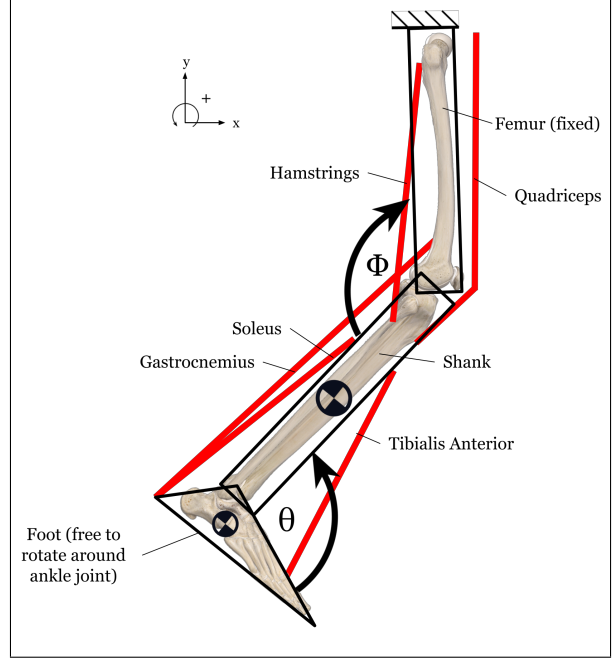 y
+
x
Femur (fixed)
Hamstrings
Quadriceps
Φ
Soleus
Gastrocnemius
Shank
Tibialis Anterior
θ
Foot (free to
rotate around
ankle joint)